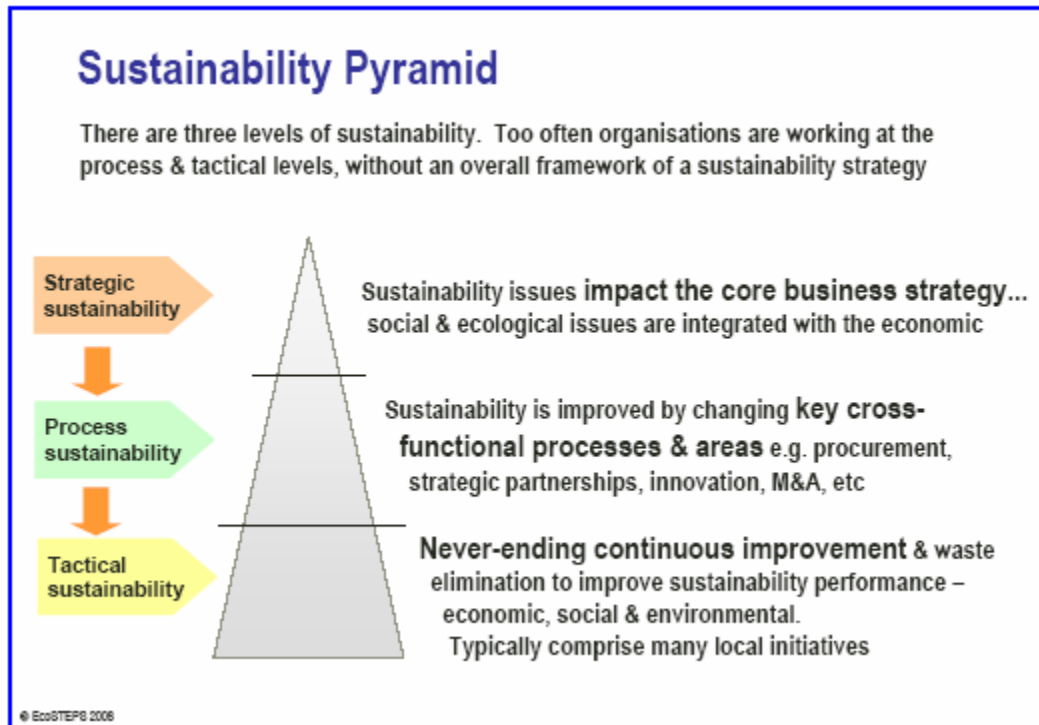 Sustainability Pyramid
There are three levels of sustainability. Too often organisations are working at the
process & tactical levels, without an overall framework of a sustainability strategy
Strategic
sustainability
Sustainability issues impact the core business strategy...
social & ecological issues are integrated with the economic
Process
sustainability
Sustainability is improved by changing key cross-
functional processes & areas e.g. procurement,
strategic partnerships, innovation, M&A, etc
Tactical
sustainability
Never-ending continuous improvement & waste
elimination to improve sustainability performance –
economic, social & environmental.
Typically comprise many local initiatives
© EcoSTEPS 2006